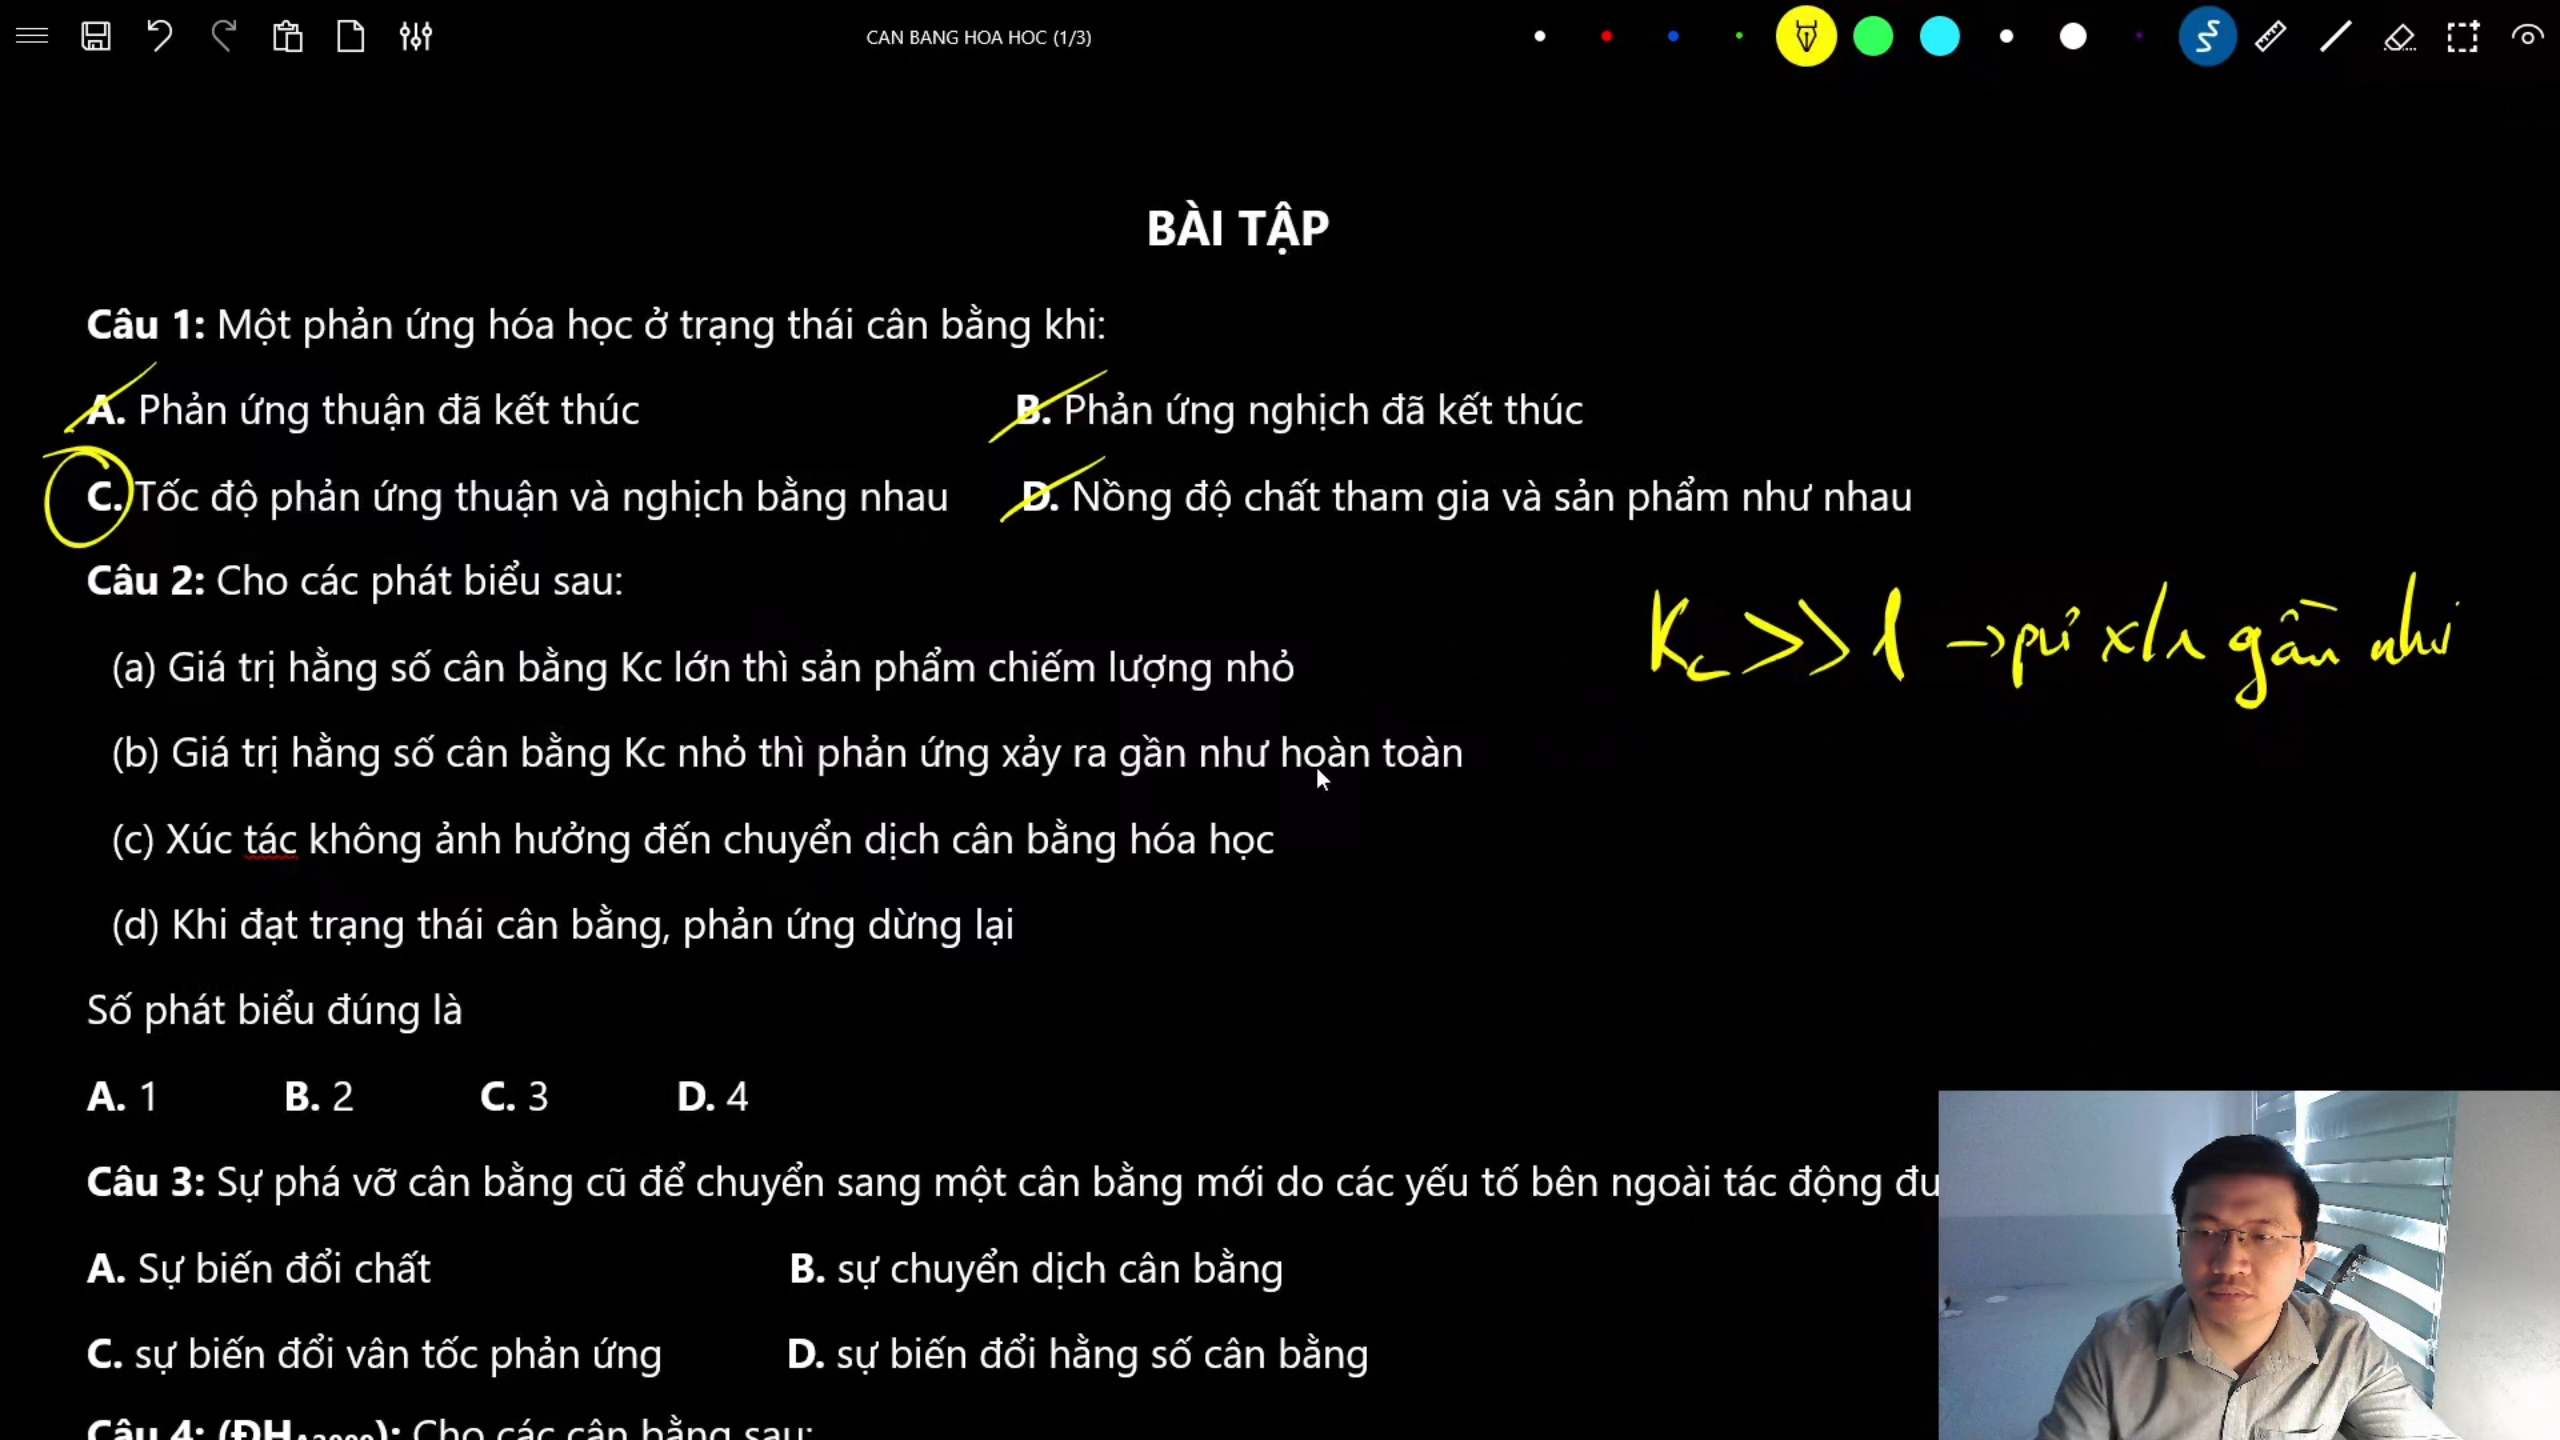 CAN BANG HOA HOC (1/3)
BÀI TẬP
Câu 1: Một phản ứng hóa học ở trạng thái cân bằng khi:
A. Phản ứng thuận đã kết thúc B. Phản ứng nghịch đã kết thúc
C. Tốc độ phản ứng thuận và nghịch bằng nhau D. Nồng độ chất tham gia và sản phẩm như nhau
Câu 2: Cho các phát biểu sau:
Kc >> 1 → pư x/r gần như
(a) Giá trị hằng số cân bằng Kc lớn thì sản phẩm chiếm lượng nhỏ
(b) Giá trị hằng số cân bằng Kc nhỏ thì phản ứng xảy ra gần như hoàn toàn
(c) Xúc tác không ảnh hưởng đến chuyển dịch cân bằng hóa học
(d) Khi đạt trạng thái cân bằng, phản ứng dừng lại
Số phát biểu đúng là
A. 1 B. 2 C. 3 D. 4
Câu 3: Sự phá vỡ cân bằng cũ để chuyển sang một cân bằng mới do các yếu tố bên ngoài tác động
A. Sự biến đổi chất B. sự chuyển dịch cân bằng
C. sự biến đổi vân tốc phản ứng D. sự biến đổi hằng số cân bằng
Câu 4: (ĐH Cho các cân bằng sau: